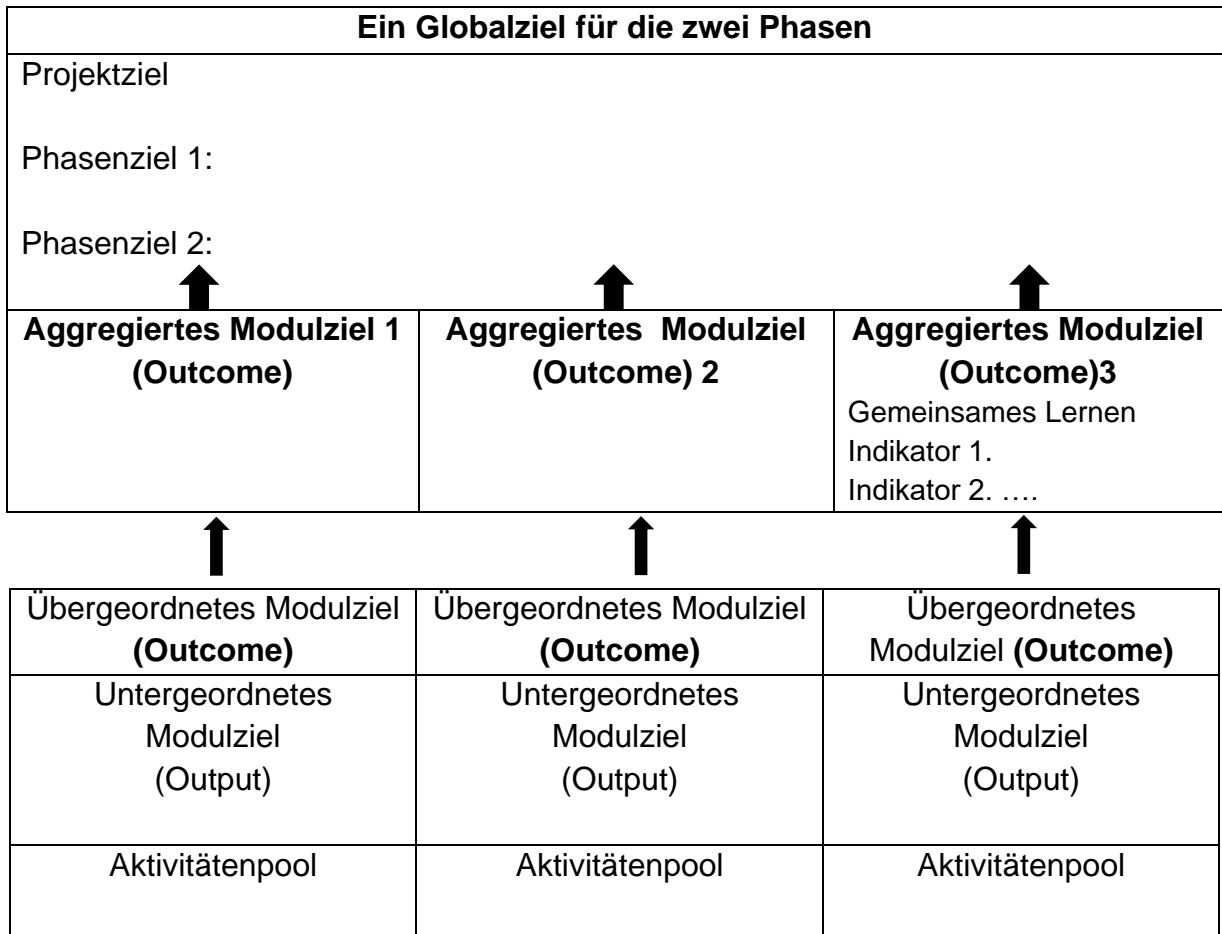 Ein Globalziel für die zwei Phasen
Projektziel
Phasenziel 1:
Phasenziel 2:
Aggregiertes Modulziel 1
(Outcome)
Aggregiertes Modulziel
(Outcome) 2
Aggregiertes Modulziel
(Outcome)3
Gemeinsames Lernen
Indikator 1.
Indikator 2. ….
Übergeordnetes Modulziel
(Outcome)
Übergeordnetes Modulziel
(Outcome)
Übergeordnetes
Modulziel (Outcome)
Untergeordnetes
Modulziel
(Output)
Untergeordnetes
Modulziel
(Output)
Untergeordnetes
Modulziel
(Output)
Aktivitätenpool
Aktivitätenpool
Aktivitätenpool